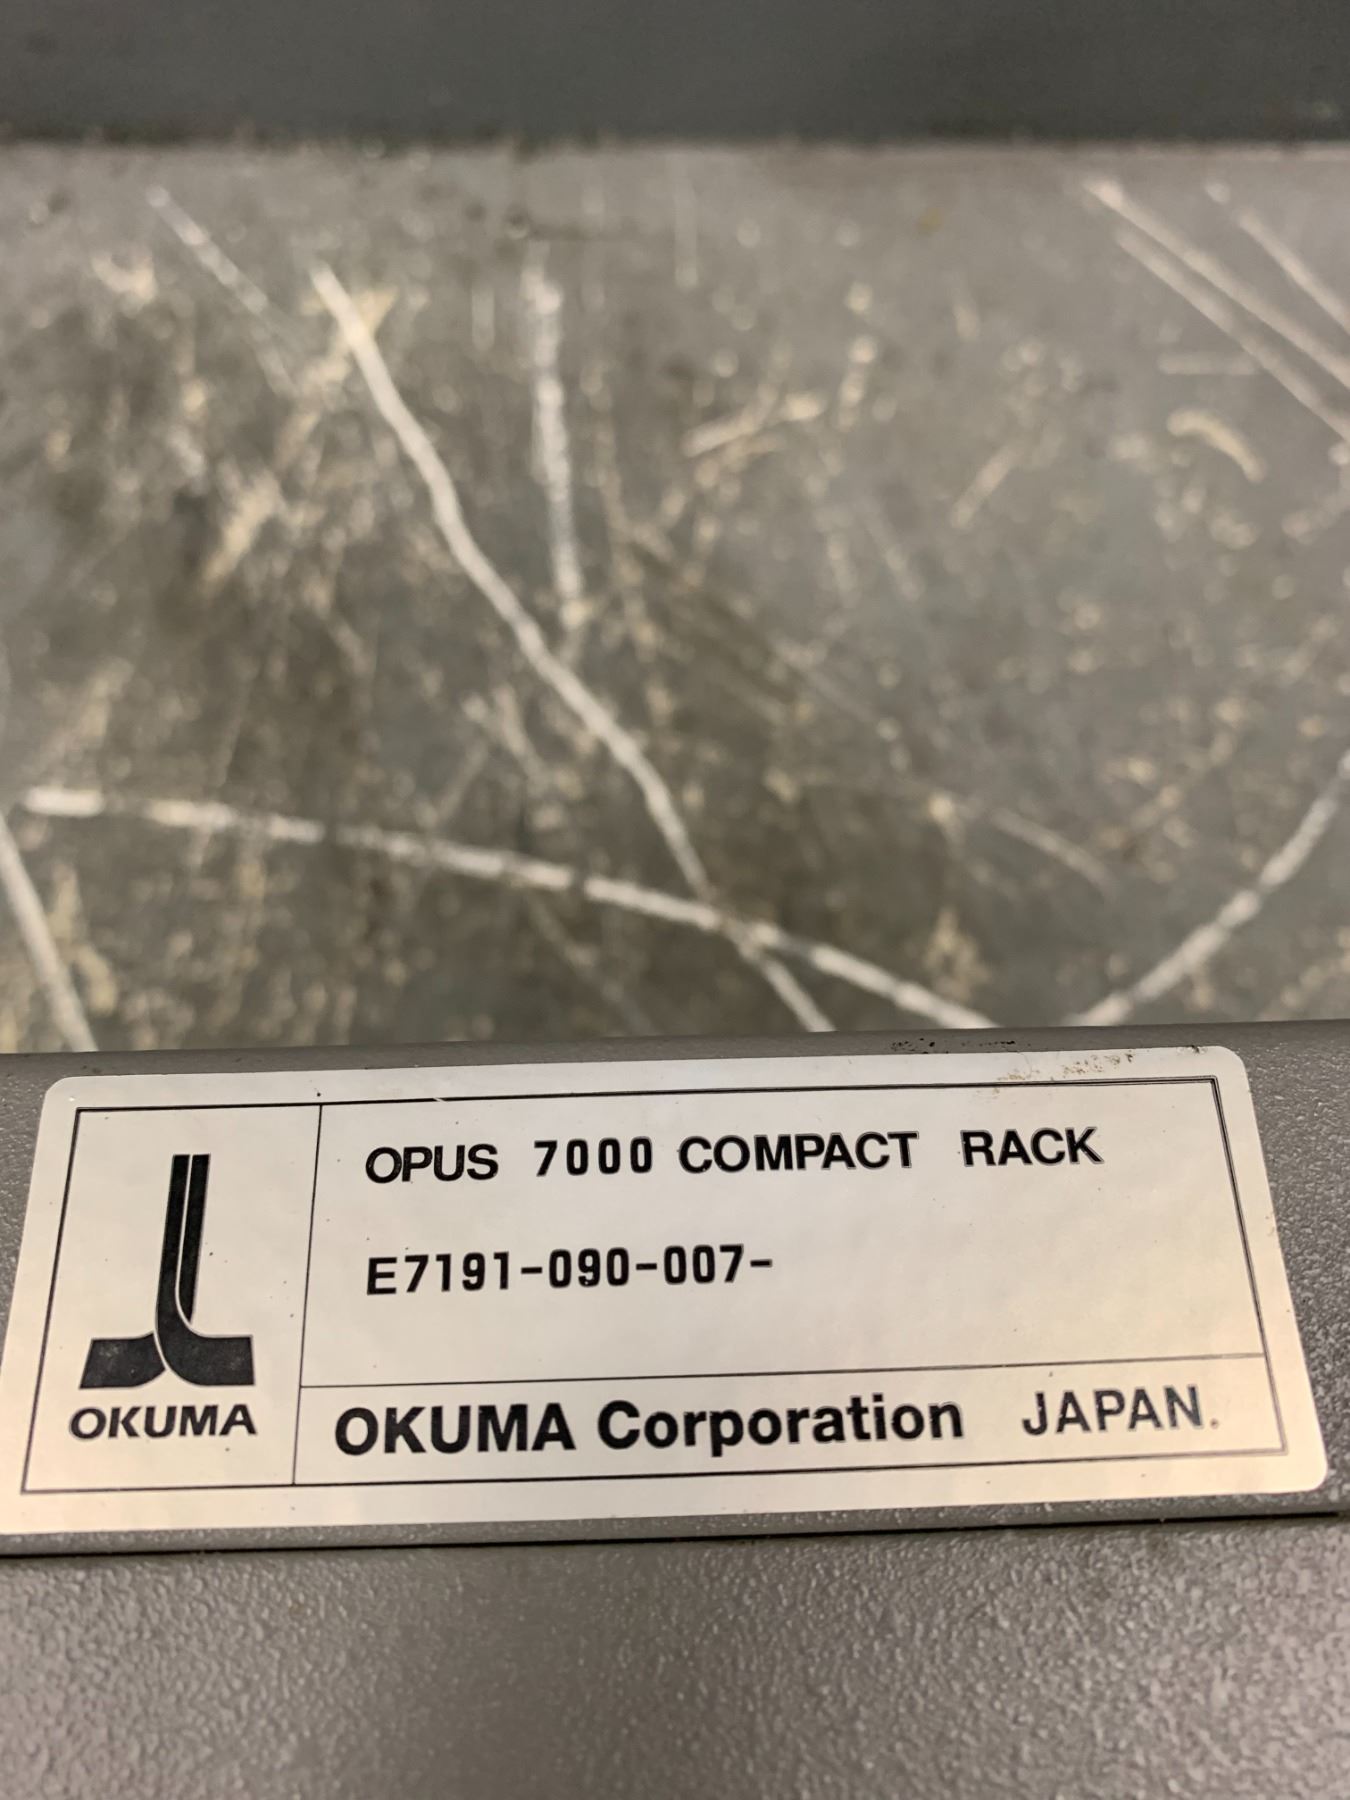 OPUS 7000 COMPACT RACK
E7191-090-007-
OKUMA
OKUMA Corporation JAPAN.